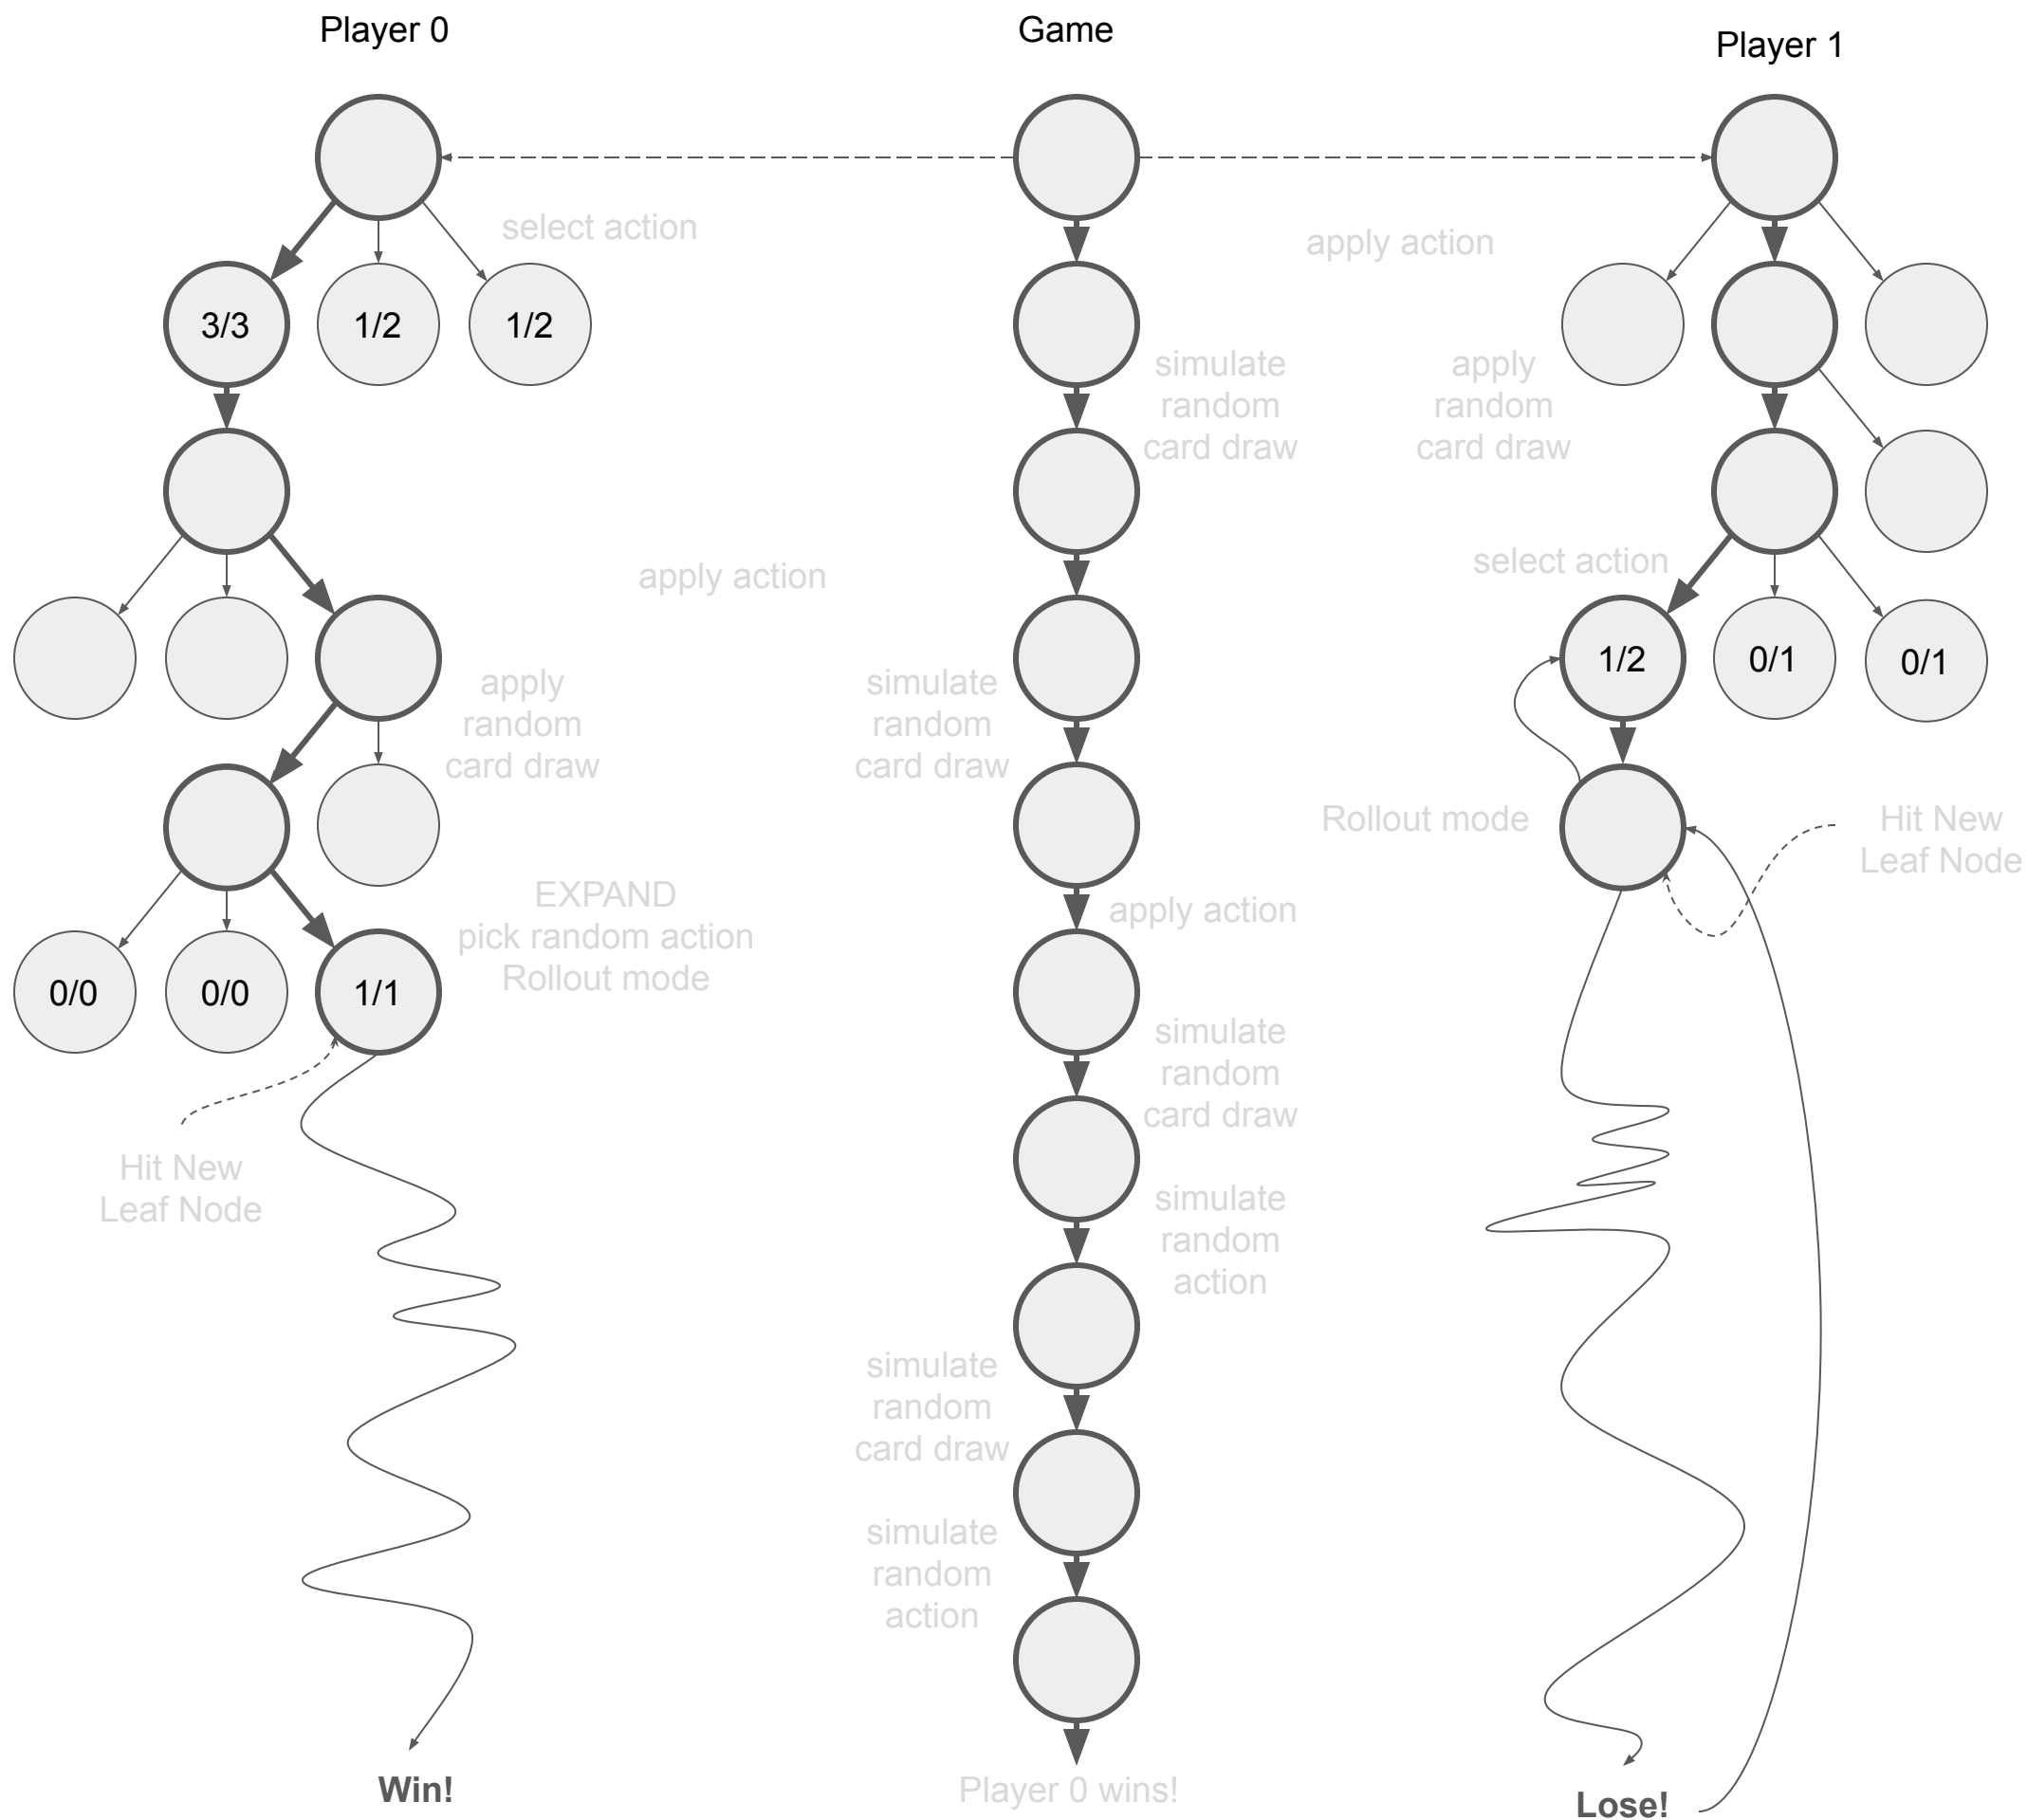 Player 0
Game
Player 1
select action
apply action
3/3
1/2
1/2
simulate
random
card draw
apply
random
card draw
apply action
select action
1/2
0/1
0/1
apply
random
card draw
simulate
random
card draw
Rollout mode
Hit New
Leaf Node
EXPAND
pick random action
Rollout mode
apply action
0/0
0/0
1/1
simulate
random
card draw
Hit New
Leaf Node
simulate
random
action
simulate
random
card draw
simulate
random
action
Win!
Player 0 wins!
Lose!